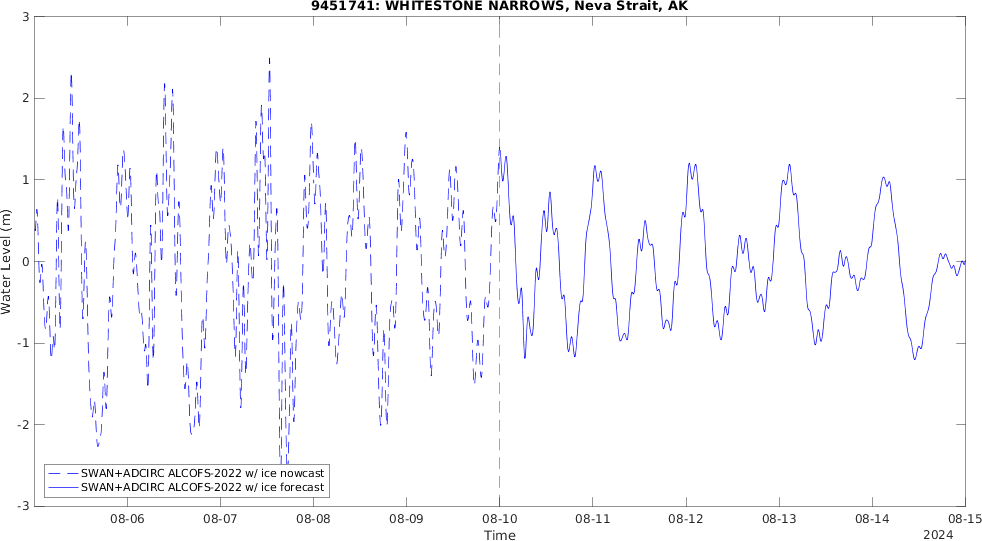 9451741: WHITESTONE NARROWS, Neva Strait, AK
Water Level (m)
3
2
1
0
-1
-2
-3
SWAN+ADCIRC ALCOFS-2022 w/ ice nowcast
SWAN+ADCIRC ALCOFS-2022 w/ ice forecast
08-06 08-07 08-08 08-09 08-10 08-11 08-12 08-13 08-14 08-15
Time
2024